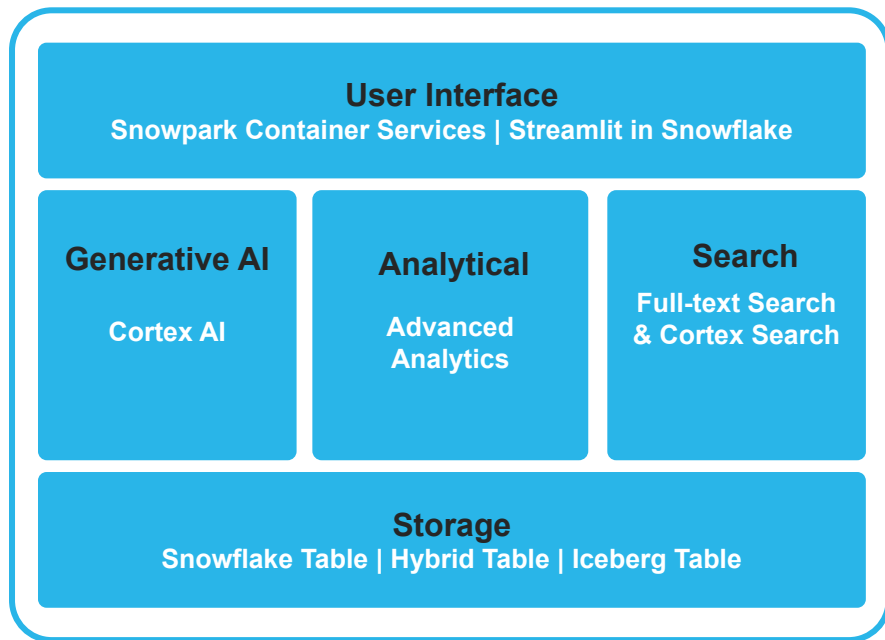 User Interface
Snowpark Container Services | Streamlit in Snowflake
Generative AI
Cortex AI
Analytical
Advanced
Analytics
Search
Full-text Search
& Cortex Search
Storage
Snowflake Table | Hybrid Table | Iceberg Table